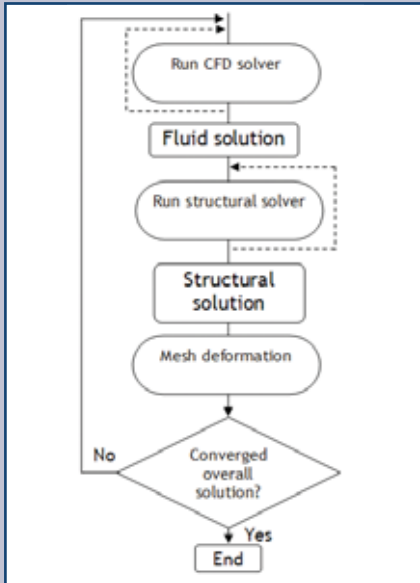 Run CFD solver
Fluid solution
Run structural solver
Structural
solution
Mesh deformation
No
Converged
overall
solution?
Yes
End